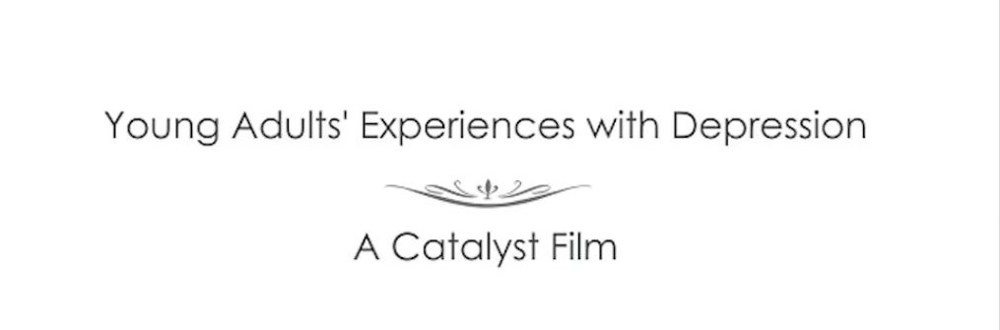 Young Adults' Experiences with Depression
A Catalyst Film